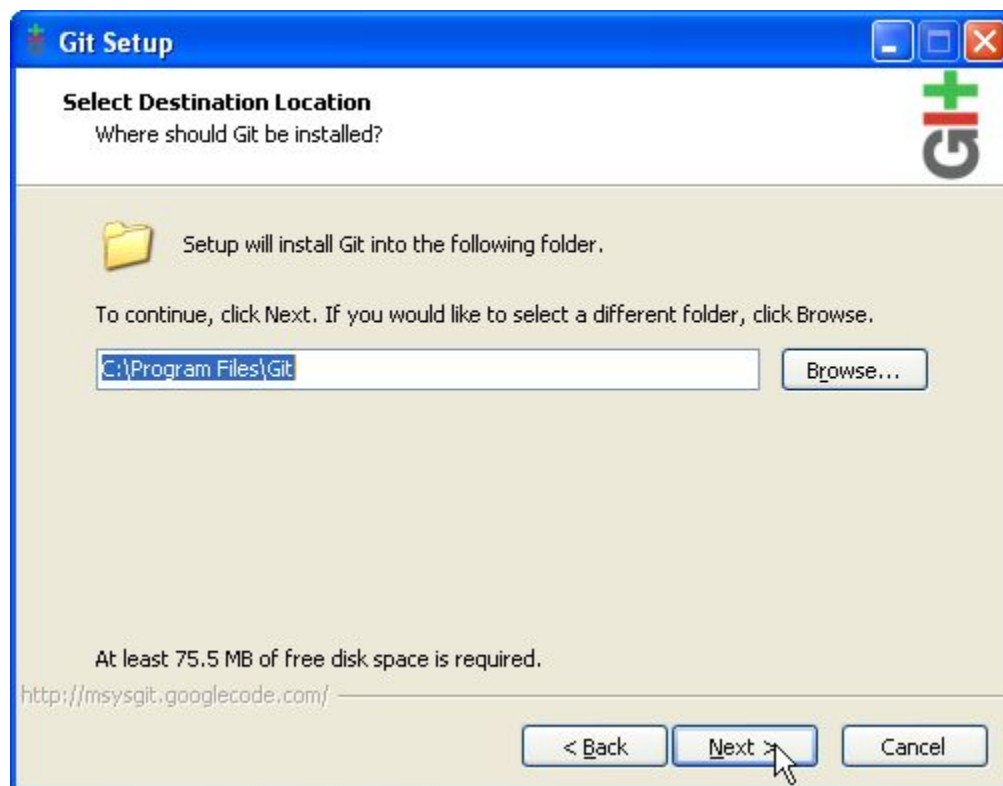 Git Setup
Select Destination Location
Where should Git be installed?
Git
Setup will install Git into the following folder.
To continue, click Next. If you would like to select a different folder, click Browse.
C:\Program Files\Git
Browse...
At least 75.5 MB of free disk space is required.
http://msysgit.googlecode.com/
< Back
Next >
Cancel